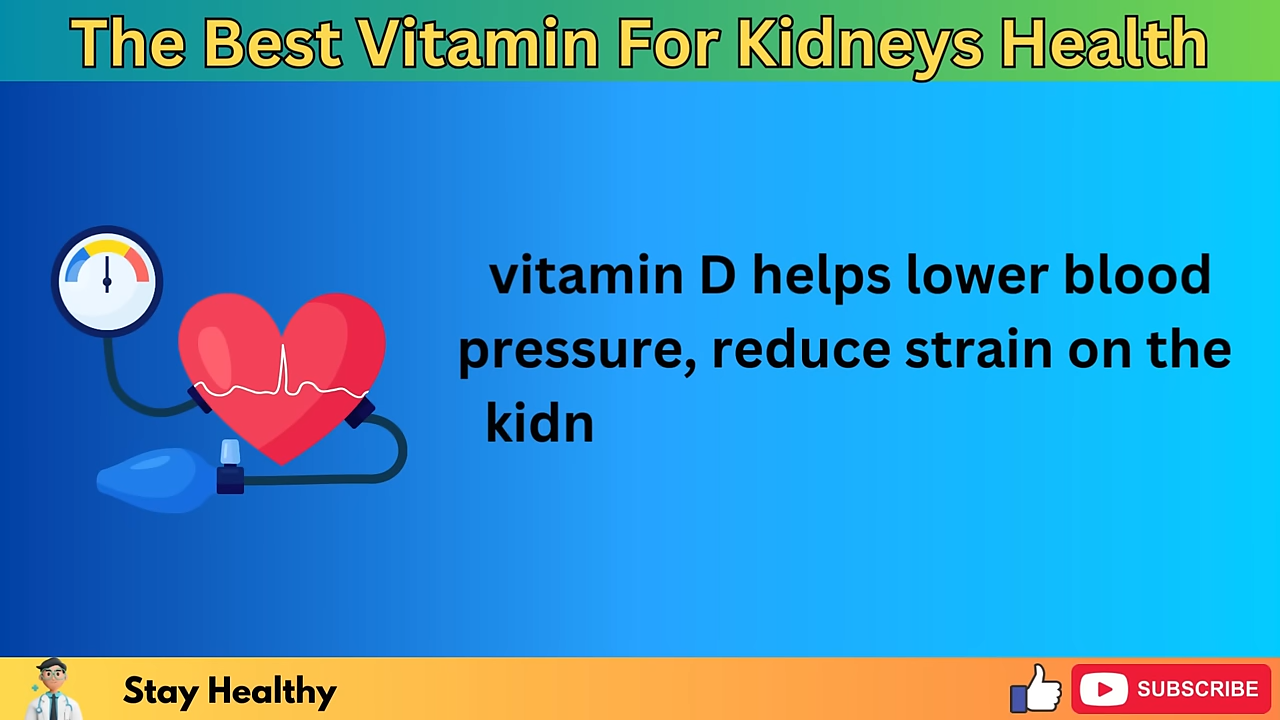 The Best Vitamin For Kidneys Health
vitamin D helps lower blood
pressure, reduce strain on the
kidn
Stay Healthy
SUBSCRIBE